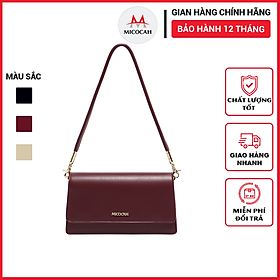 MICOCAH
GIAN HÀNG CHÍNH HÃNG
BẢO HÀNH 12 THÁNG
MÀU SẮC
CHẤT LƯỢNG
TỐT
GIAO HÀNG
NHANH
MIỄN PHÍ
ĐỔI TRẢ
MICOCAH